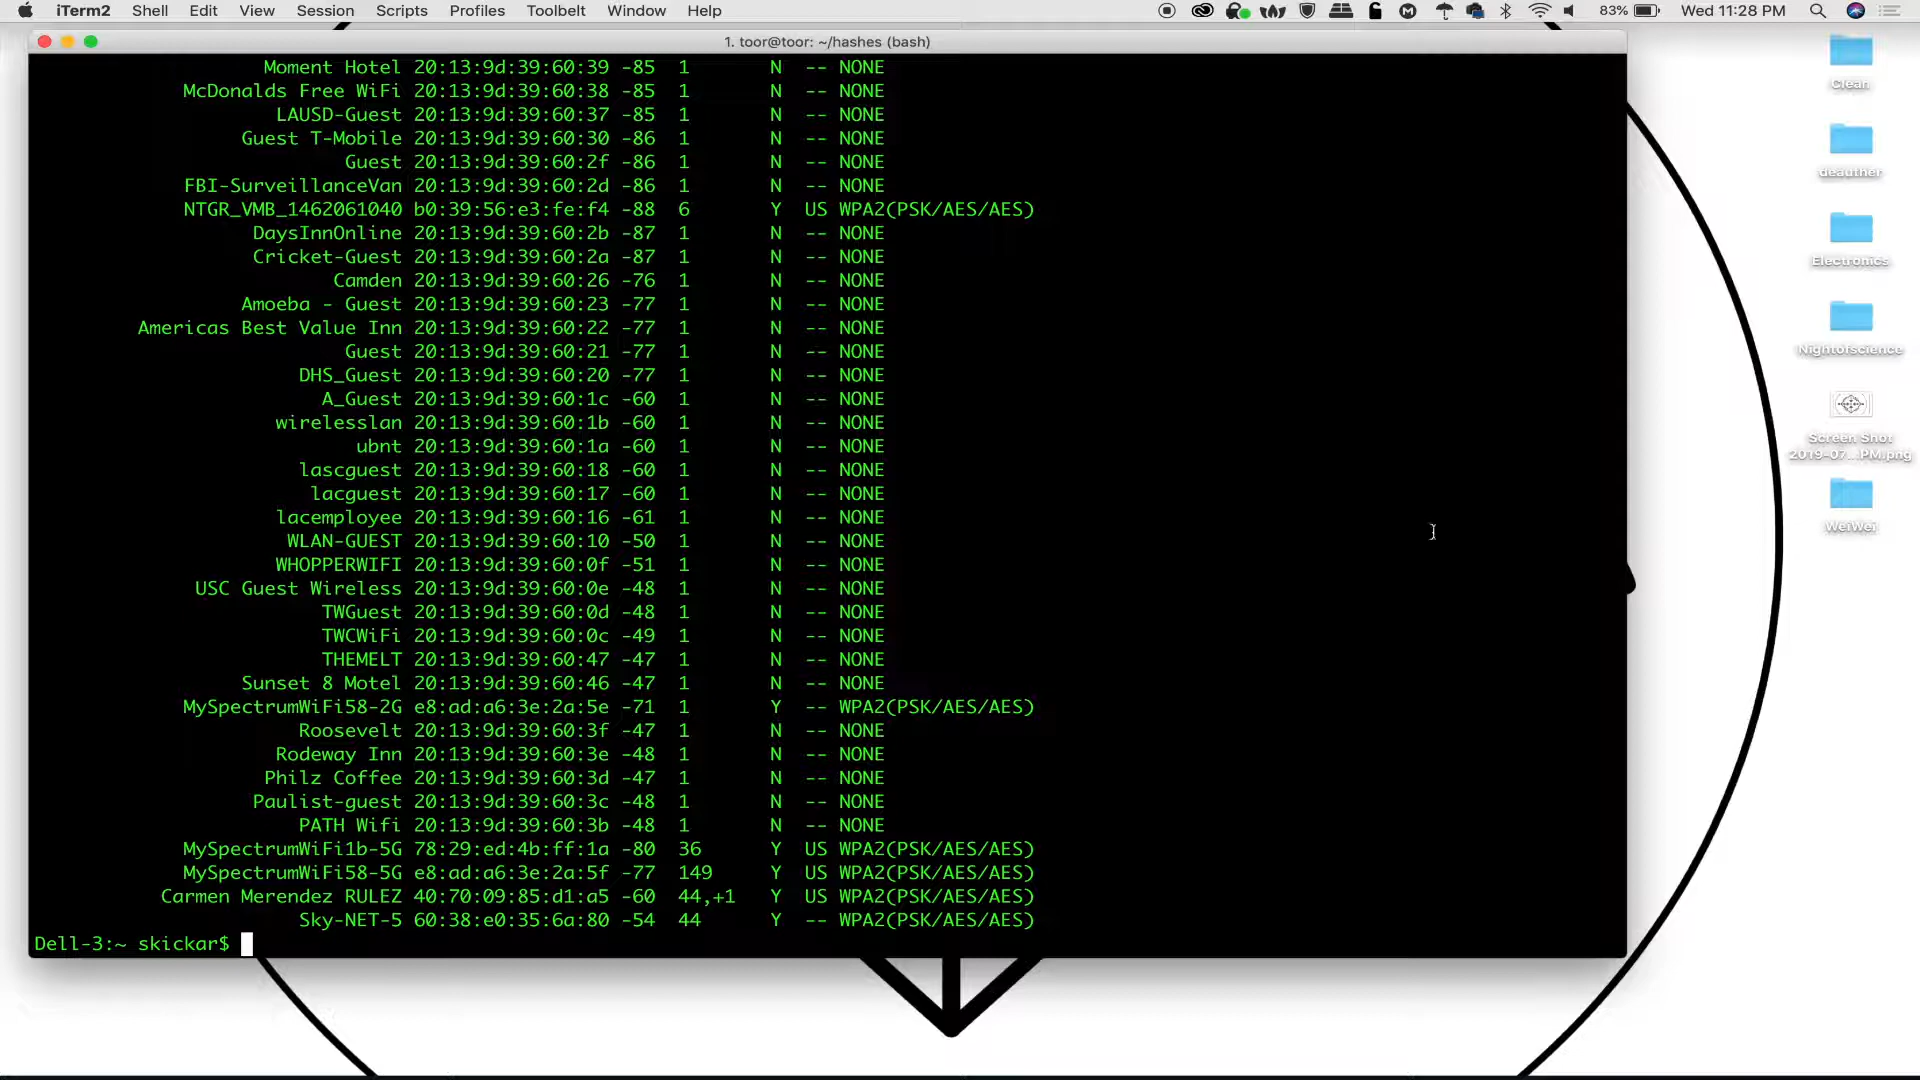 iTerm2 Shell Edit View Session Scripts Profiles Toolbelt Window Help 83% Wed 11:28 PM
1. toor@toor: ~/hashes (bash)
Moment Hotel 20:13:9d:39:60:39 -85 1 N -- NONE
McDonalds Free WiFi 20:13:9d:39:60:38 -85 1 N -- NONE
LAUSD-Guest 20:13:9d:39:60:37 -85 1 N -- NONE
Guest T-Mobile 20:13:9d:39:60:30 -86 1 N -- NONE
Guest 20:13:9d:39:60:2f -86 1 N -- NONE
FBI-SurveillanceVan 20:13:9d:39:60:2d -86 1 N -- NONE
NTGR_VMB_1462061040 b0:39:56:e3:fe:f4 -88 6 Y US WPA2(PSK/AES/AES)
DaysInnOnline 20:13:9d:39:60:2b -87 1 N -- NONE
Cricket-Guest 20:13:9d:39:60:2a -87 1 N -- NONE
Camden 20:13:9d:39:60:26 -76 1 N -- NONE
Amoeba - Guest 20:13:9d:39:60:23 -77 1 N -- NONE
Americas Best Value Inn 20:13:9d:39:60:22 -77 1 N -- NONE
Guest 20:13:9d:39:60:21 -77 1 N -- NONE
DHS_Guest 20:13:9d:39:60:20 -77 1 N -- NONE
A_Guest 20:13:9d:39:60:1c -60 1 N -- NONE
wirelesslan 20:13:9d:39:60:1b -60 1 N -- NONE
ubnt 20:13:9d:39:60:1a -60 1 N -- NONE
lascguest 20:13:9d:39:60:18 -60 1 N -- NONE
lacguest 20:13:9d:39:60:17 -60 1 N -- NONE
lacemployee 20:13:9d:39:60:16 -61 1 N -- NONE
WLAN-GUEST 20:13:9d:39:60:10 -50 1 N -- NONE
WHOPPERWIFI 20:13:9d:39:60:0f -51 1 N -- NONE
USC Guest Wireless 20:13:9d:39:60:0e -48 1 N -- NONE
TWGuest 20:13:9d:39:60:0d -48 1 N -- NONE
TWCWiFi 20:13:9d:39:60:0c -49 1 N -- NONE
THEMELT 20:13:9d:39:60:47 -47 1 N -- NONE
Sunset 8 Motel 20:13:9d:39:60:46 -47 1 N -- NONE
MySpectrumWiFi58-2G e8:ad:a6:3e:2a:5e -71 1 Y -- WPA2(PSK/AES/AES)
Roosevelt 20:13:9d:39:60:3f -47 1 N -- NONE
Rodeway Inn 20:13:9d:39:60:3e -48 1 N -- NONE
Philz Coffee 20:13:9d:39:60:3d -47 1 N -- NONE
Paulist-guest 20:13:9d:39:60:3c -48 1 N -- NONE
PATH Wifi 20:13:9d:39:60:3b -48 1 N -- NONE
MySpectrumWiFi1b-5G 78:29:ed:4b:ff:1a -80 36 Y US WPA2(PSK/AES/AES)
MySpectrumWiFi58-5G e8:ad:a6:3e:2a:5f -77 149 Y US WPA2(PSK/AES/AES)
Carmen Merendez RULEZ 40:70:09:85:d1:a5 -60 44,+1 Y US WPA2(PSK/AES/AES)
Sky-NET-5 60:38:e0:35:6a:80 -54 44 Y -- WPA2(PSK/AES/AES)
Dell-3:~ skickar$
Clean
deauther
Electronics
Nightofscience
Screen Shot
2019-07...:PM.png
WeiWei